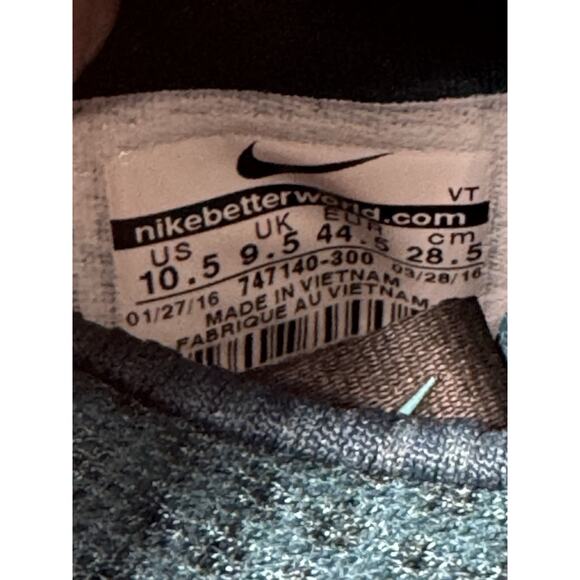 VT
nikebetterworld.com
US UK EUR cm
10.5 9.5 44.5 28.5
01/27/16 747140-300 03/28/16
MADE IN VIETNAM
FABRIQUE AU VIETNAM